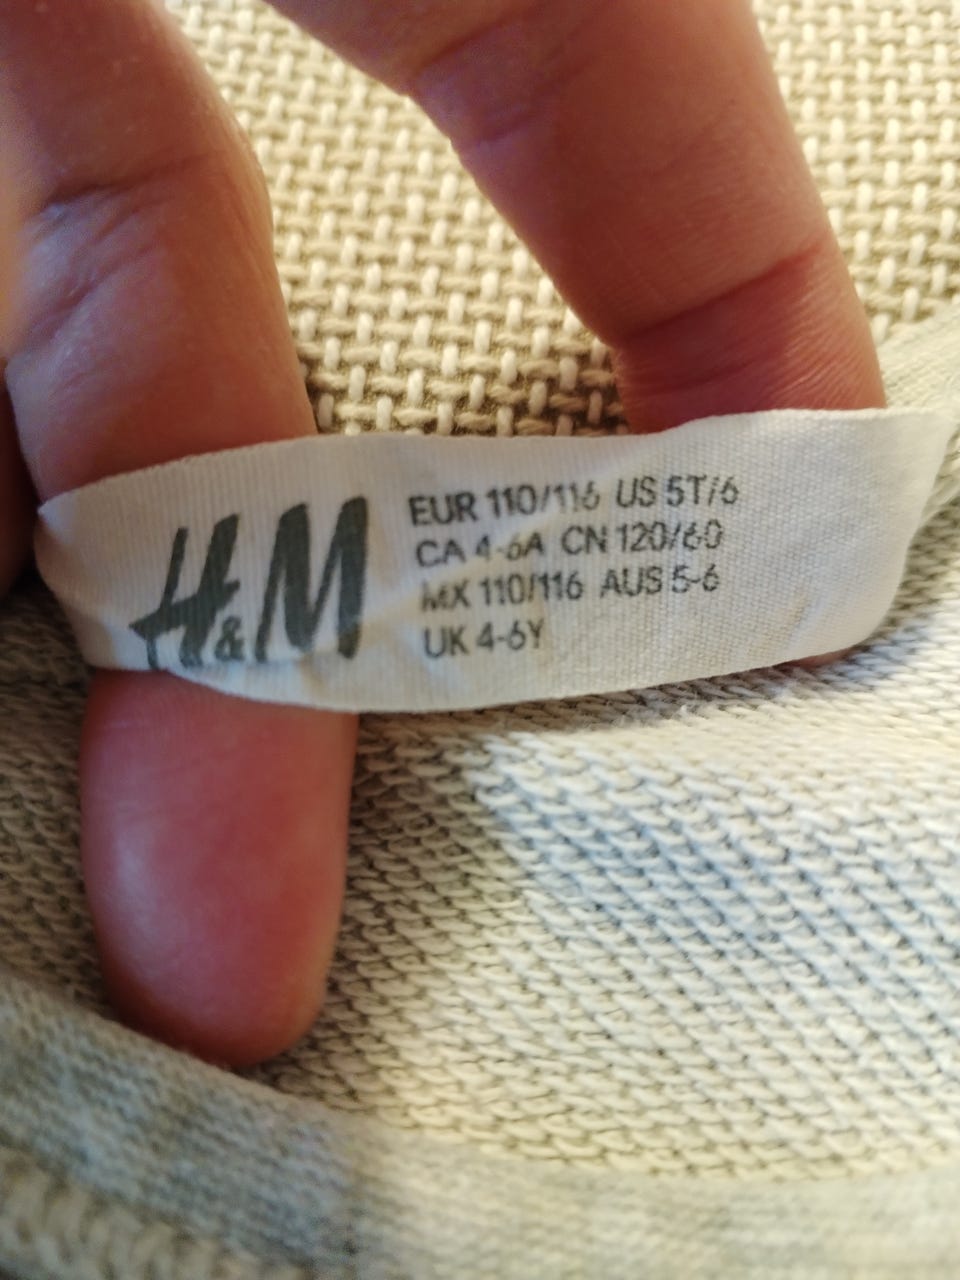 H&M
EUR 110/116 US 5T/6
CA 4-6A CN 120/60
MX 110/116 AUS 5-6
UK 4-6Y